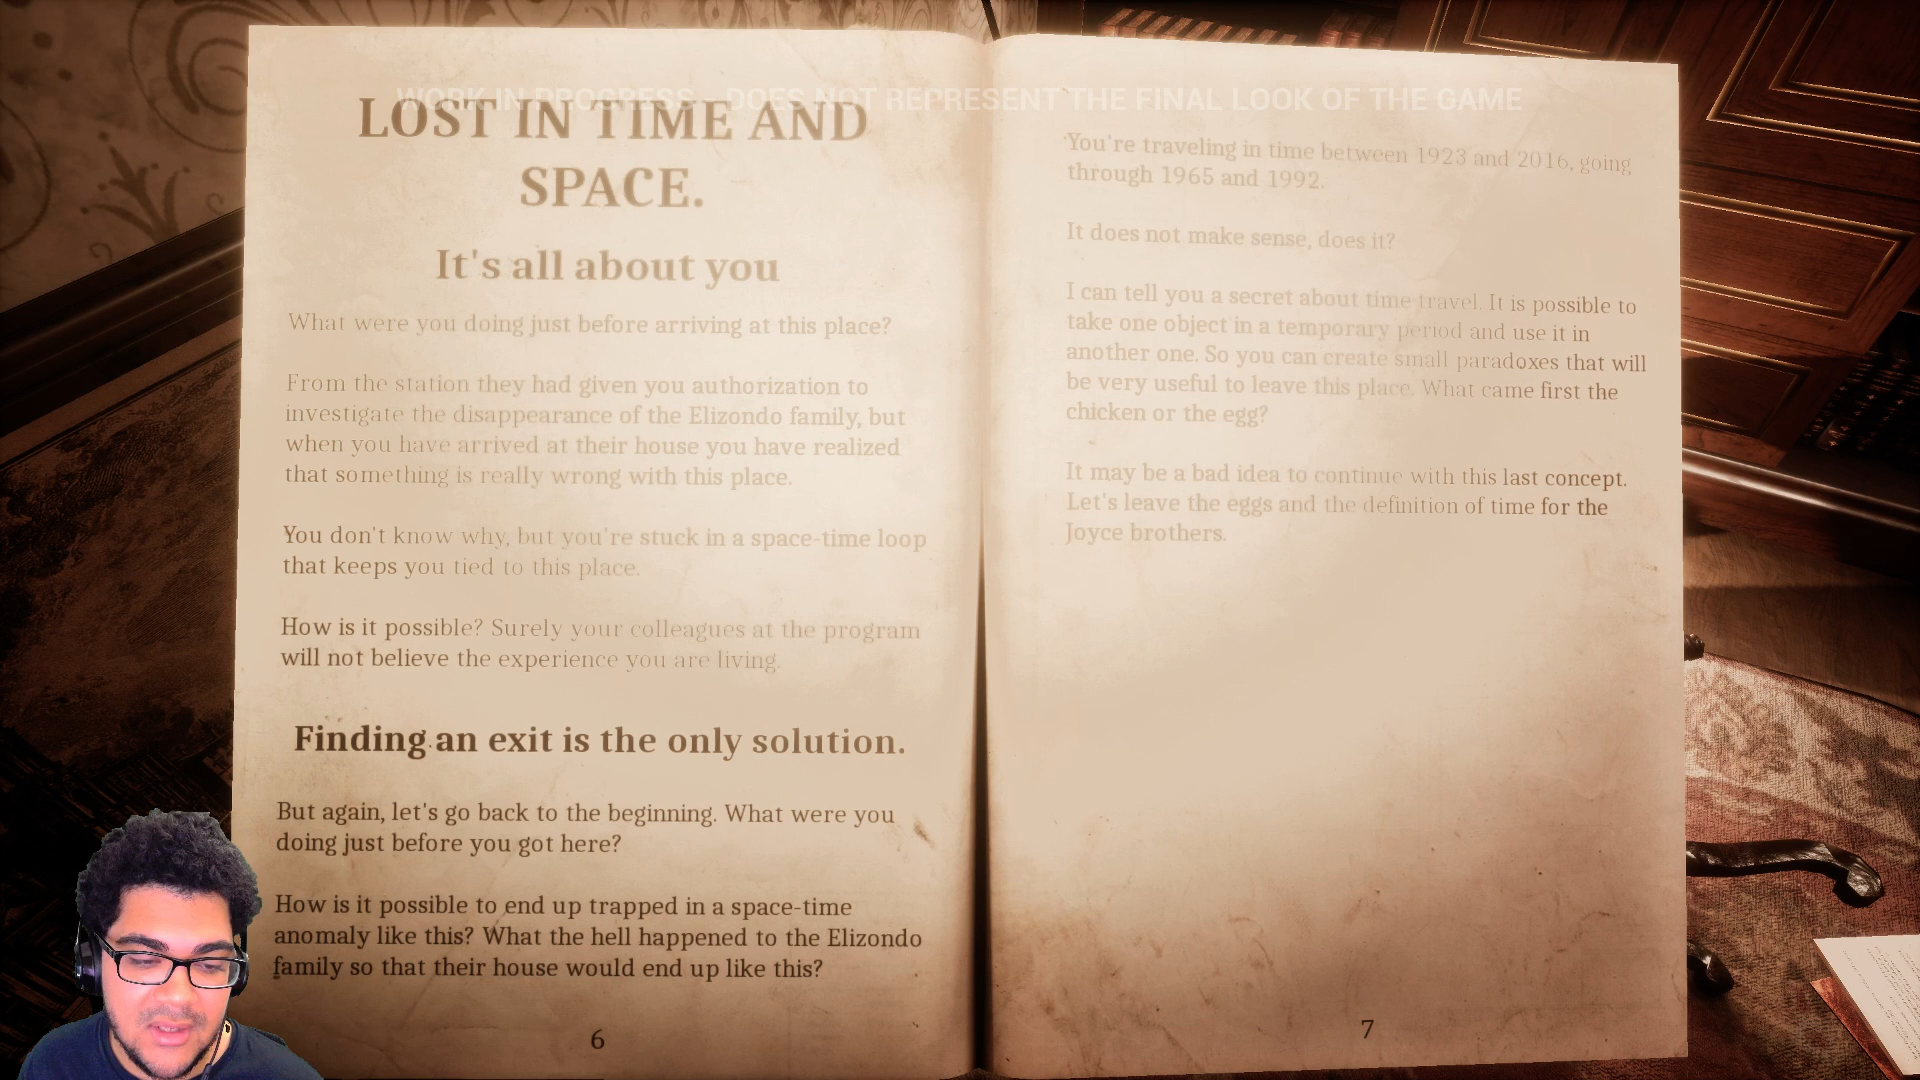 WORK IN PROGRESS - DOES NOT REPRESENT THE FINAL LOOK OF THE GAME
LOST IN TIME AND
SPACE.
It's all about you
What were you doing just before arriving at this place?
From the station they had given you authorization to
investigate the disappearance of the Elizondo family, but
when you have arrived at their house you have realized
that something is really wrong with this place.
You don't know why, but you're stuck in a space-time loop
that keeps you tied to this place.
How is it possible? Surely your colleagues at the program
will not believe the experience you are living.
Finding an exit is the only solution.
But again, let's go back to the beginning. What were you
doing just before you got here?
How is it possible to end up trapped in a space-time
anomaly like this? What the hell happened to the Elizondo
family so that their house would end up like this?
6
You're traveling in time between 1923 and 2016, going
through 1965 and 1992.
It does not make sense, does it?
I can tell you a secret about time travel. It is possible to
take one object in a temporary period and use it in
another one. So you can create small paradoxes that will
be very useful to leave this place. What came first the
chicken or the egg?
It may be a bad idea to continue with this last concept.
Let's leave the eggs and the definition of time for the
Joyce brothers.
7